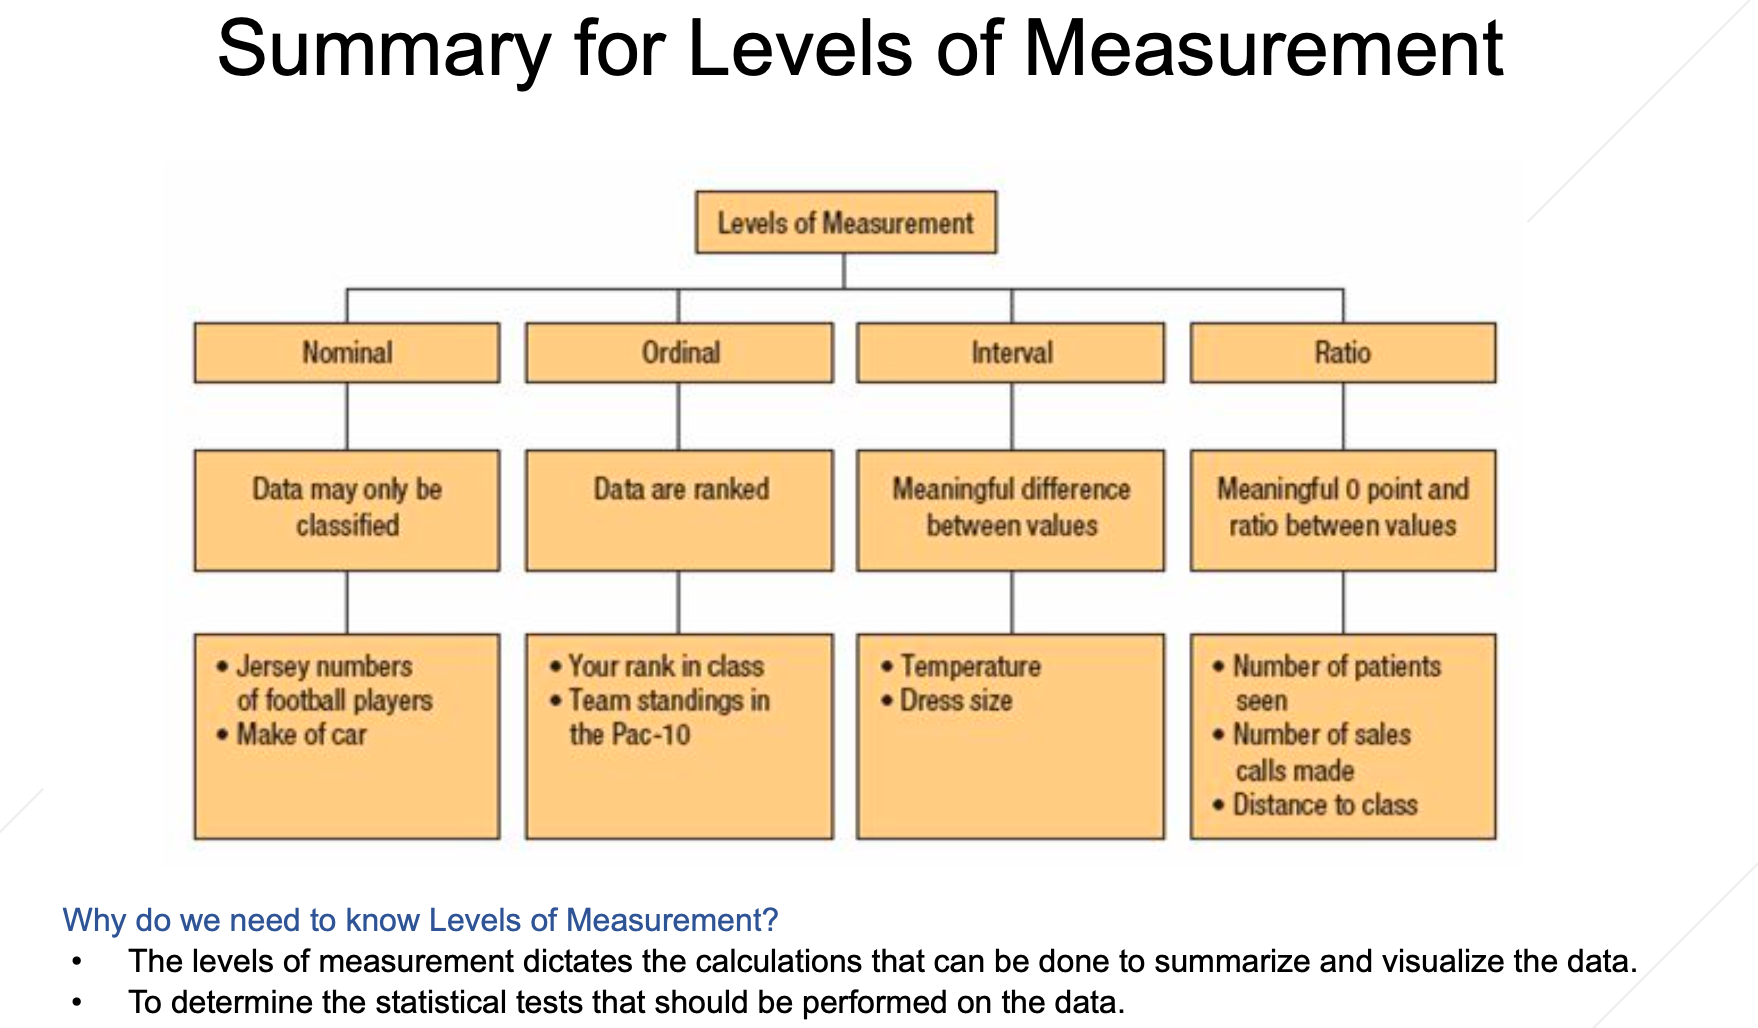 Summary for Levels of Measurement
Levels of Measurement
Nominal
Ordinal
Interval
Ratio
Data may only be
classified
Data are ranked
Meaningful difference
between values
Meaningful 0 point and
ratio between values
• Jersey numbers
of football players
• Make of car
• Your rank in class
• Team standings in
the Pac-10
• Temperature
• Dress size
• Number of patients
seen
• Number of sales
calls made
• Distance to class
Why do we need to know Levels of Measurement?
• The levels of measurement dictates the calculations that can be done to summarize and visualize the data.
• To determine the statistical tests that should be performed on the data.